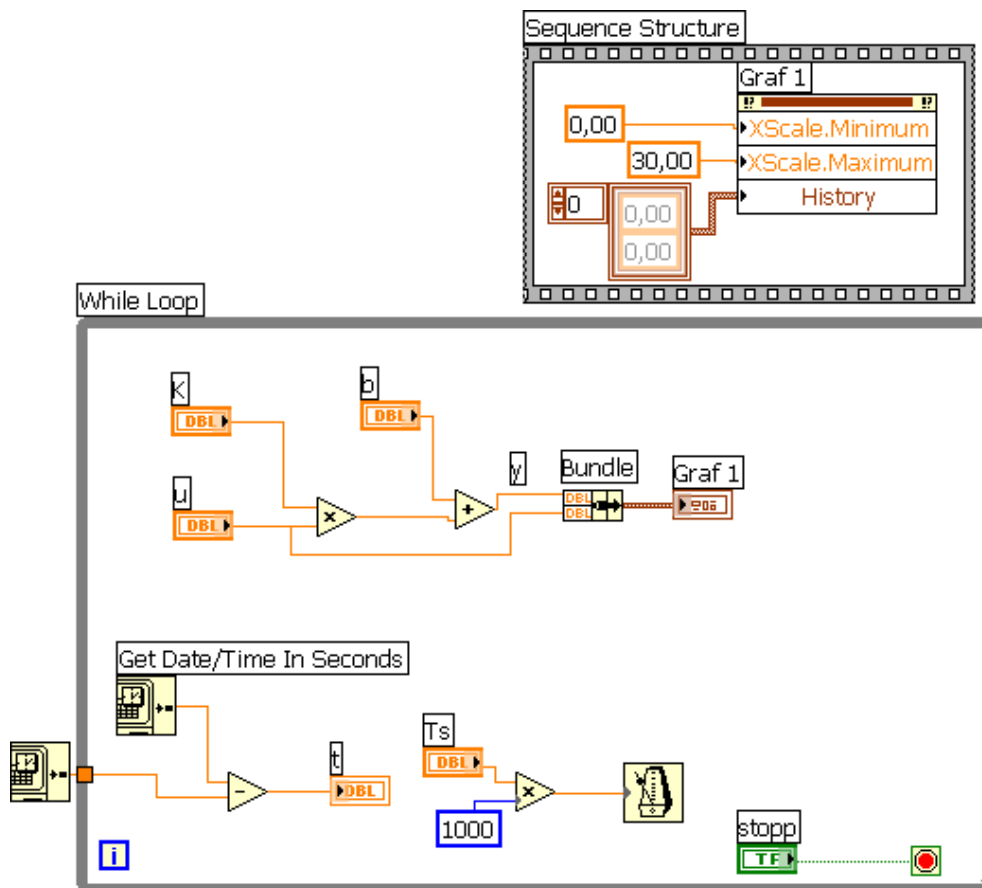 Sequence Structure
Graf 1
!? !?
0,00
XScale.Minimum
30,00
XScale.Maximum
0
0,00
0,00
History
While Loop
K
DBL
b
DBL
u
DBL
y
Bundle
DBL
DBL
Graf 1
Get Date/Time In Seconds
t
DBL
Ts
DBL
1000
i
stopp
TF